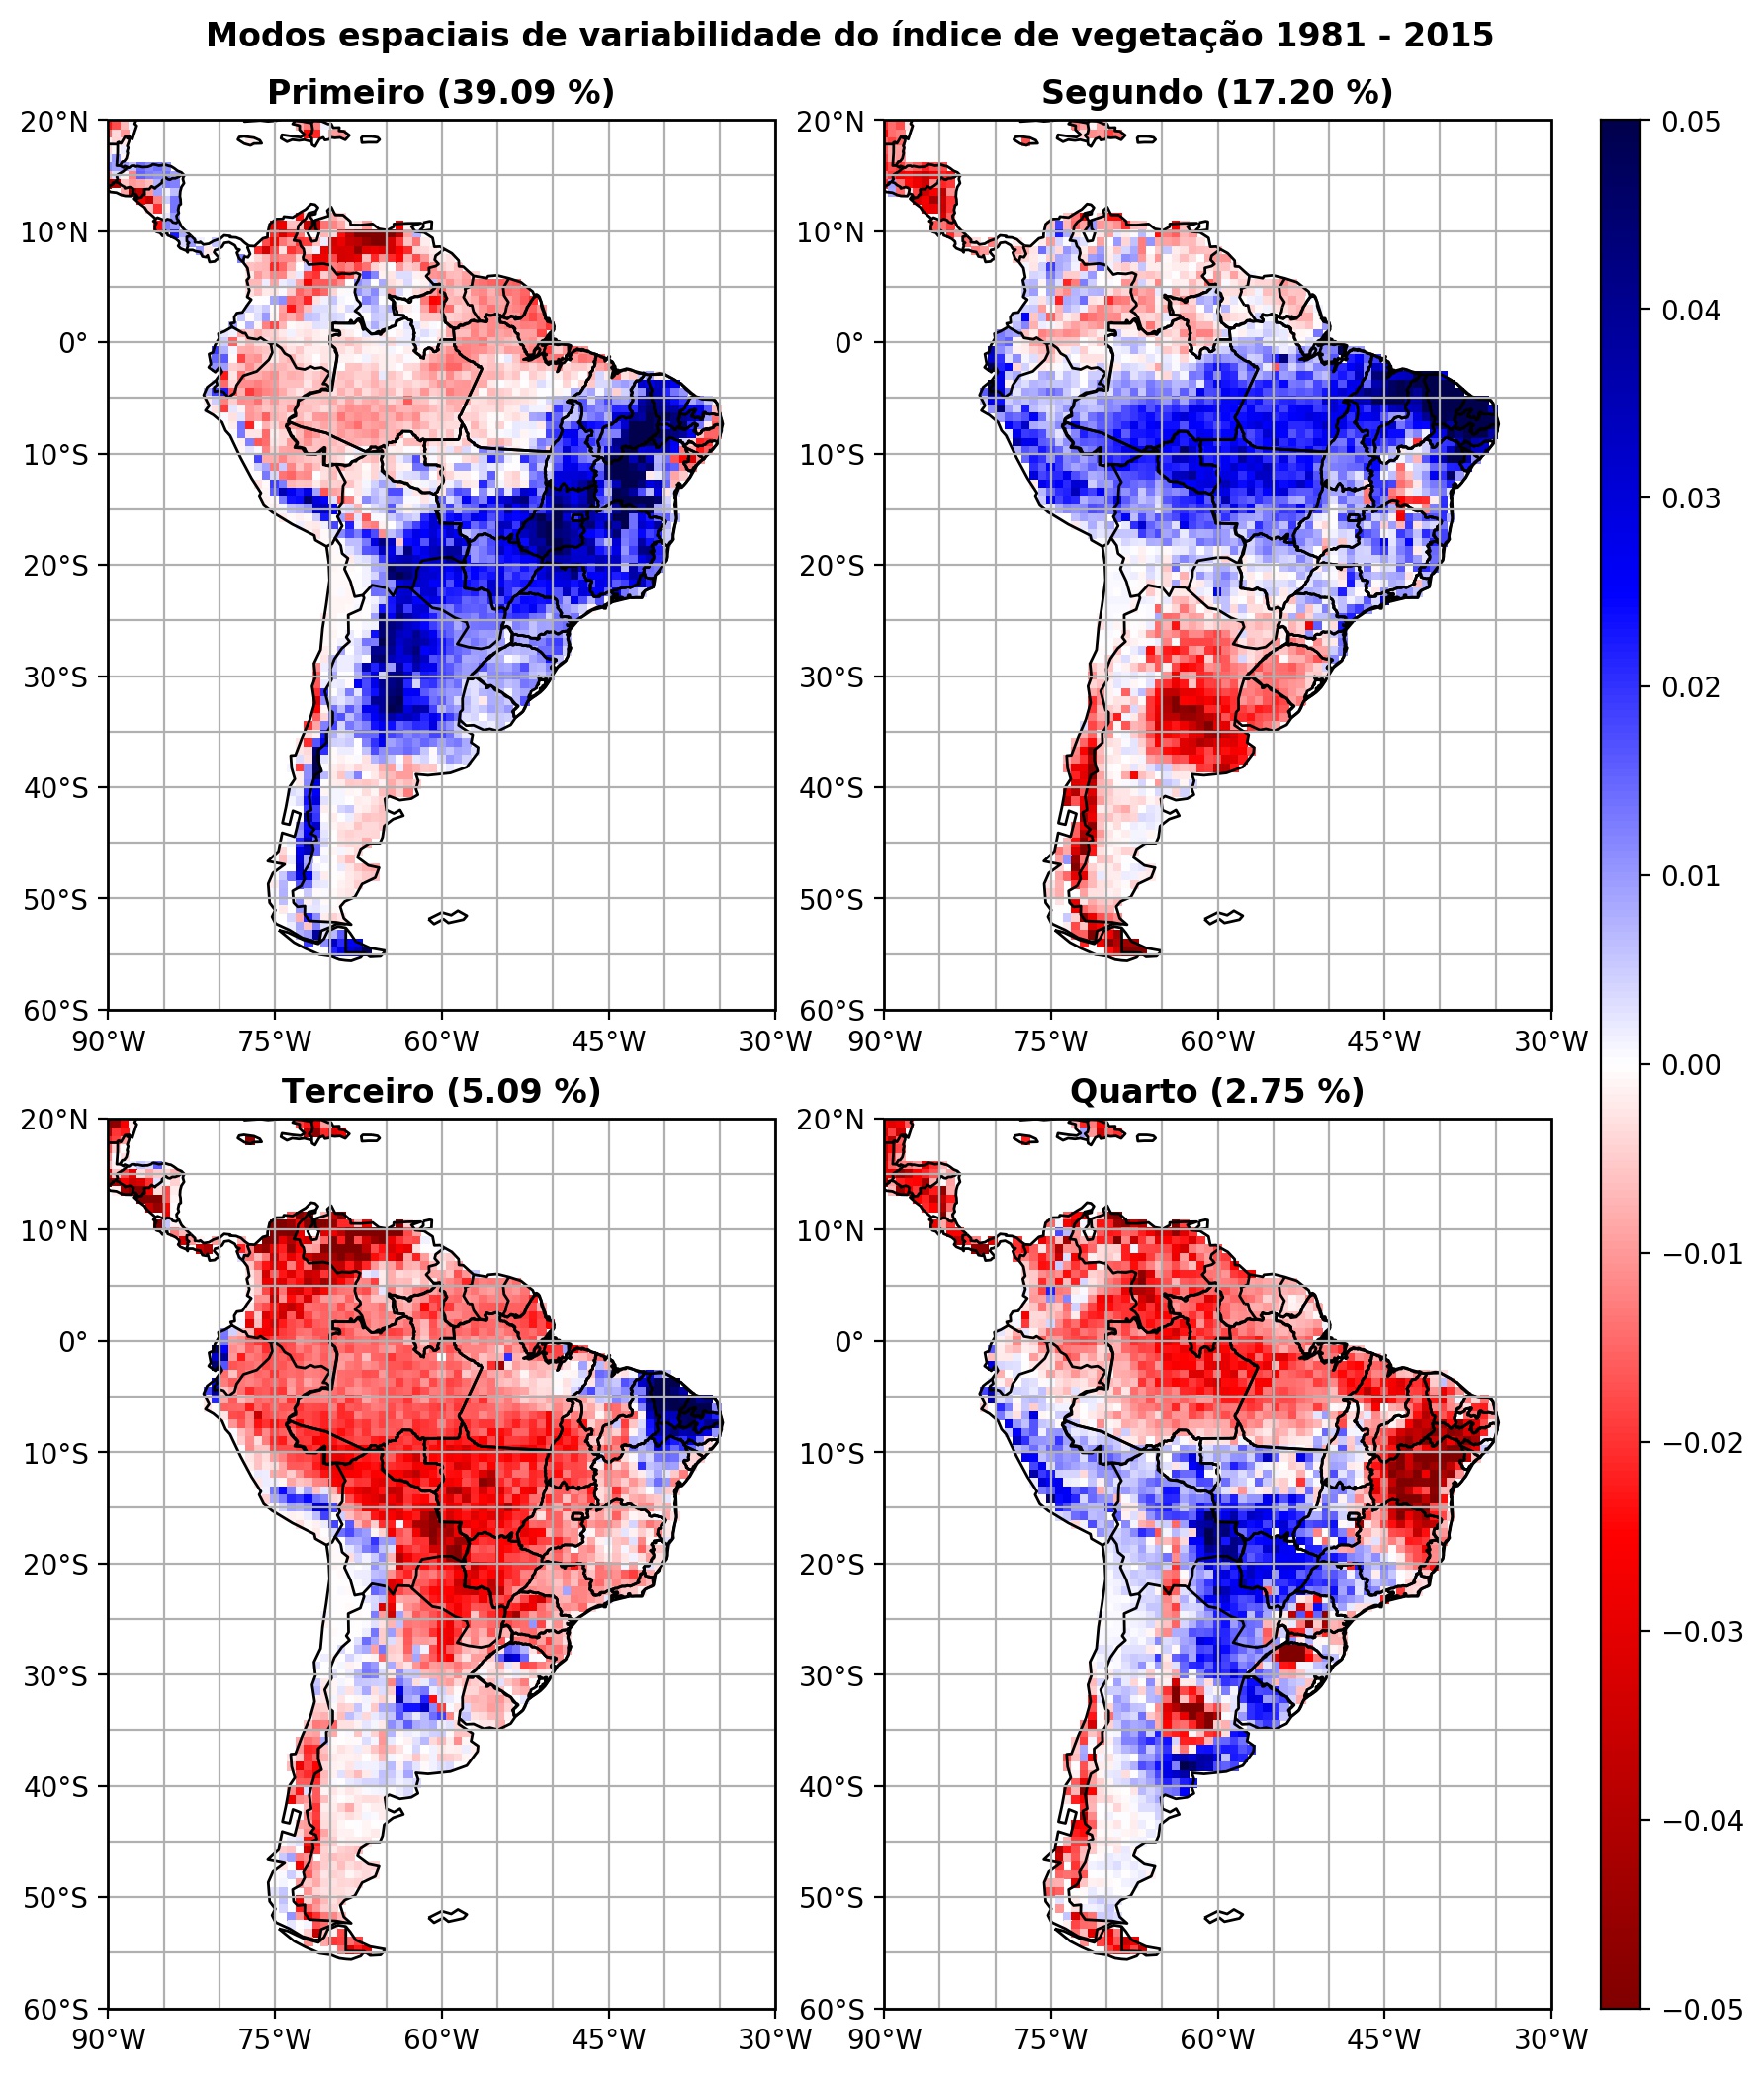 Modos espaciais de variabilidade do índice de vegetação 1981 - 2015
Primeiro (39.09 %)
20°N
10°N
0°
10°S
20°S
30°S
40°S
50°S
60°S
90°W 75°W 60°W 45°W 30°W
Segundo (17.20 %)
20°N
10°N
0°
10°S
20°S
30°S
40°S
50°S
60°S
90°W 75°W 60°W 45°W 30°W
Terceiro (5.09 %)
20°N
10°N
0°
10°S
20°S
30°S
40°S
50°S
60°S
90°W 75°W 60°W 45°W 30°W
Quarto (2.75 %)
20°N
10°N
0°
10°S
20°S
30°S
40°S
50°S
60°S
90°W 75°W 60°W 45°W 30°W
0.05
0.04
0.03
0.02
0.01
0.00
−0.01
−0.02
−0.03
−0.04
−0.05